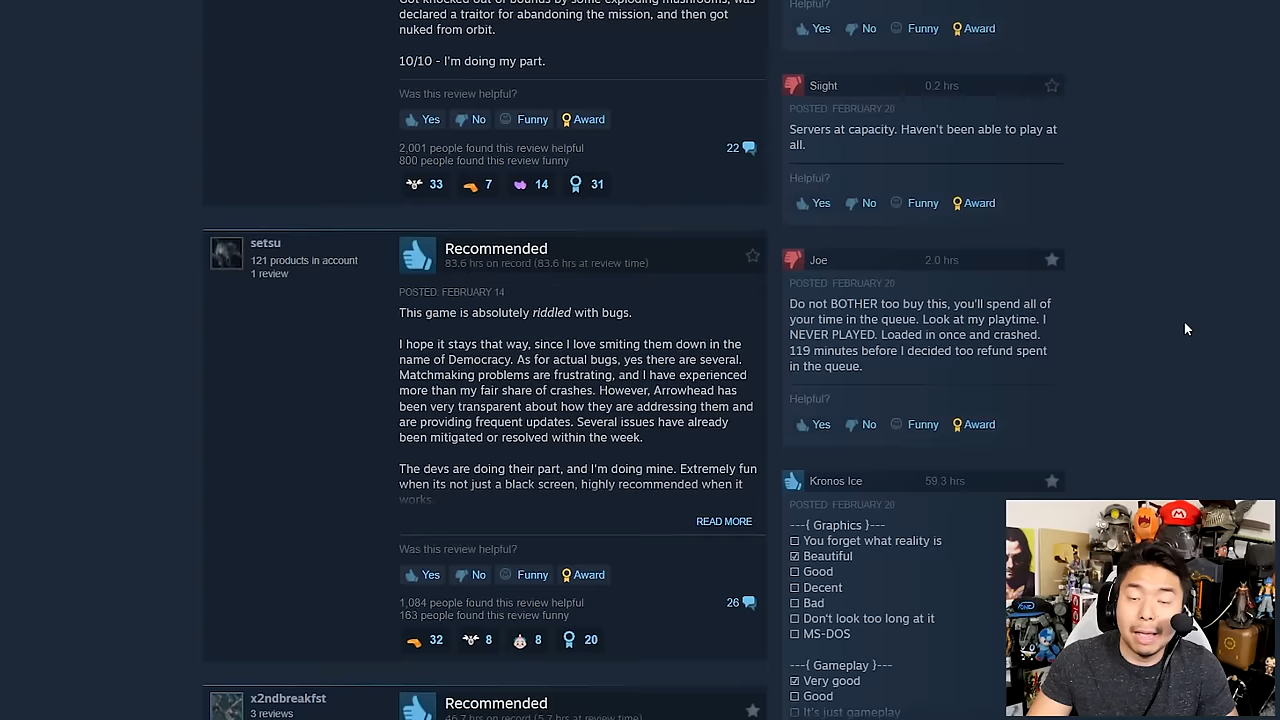 Got knocked out of bounds by some exploding mushrooms, was
declared a traitor for abandoning the mission, and then got
nuked from orbit.
10/10 - I'm doing my part.
Was this review helpful?
Yes No Funny Award
2,001 people found this review helpful
800 people found this review funny
22
33 7 14 31
setsu
121 products in account
1 review
Recommended
83.6 hrs on record (83.6 hrs at review time)
POSTED: FEBRUARY 14
This game is absolutely riddled with bugs.
I hope it stays that way, since I love smiting them down in the
name of Democracy. As for actual bugs, yes there are several.
Matchmaking problems are frustrating, and I have experienced
more than my fair share of crashes. However, Arrowhead has
been very transparent about how they are addressing them and
are providing frequent updates. Several issues have already
been mitigated or resolved within the week.
The devs are doing their part, and I'm doing mine. Extremely fun
when its not just a black screen, highly recommended when it
works.
READ MORE
Was this review helpful?
Yes No Funny Award
1,084 people found this review helpful
163 people found this review funny
26
32 8 8 20
x2ndbreakfst
3 reviews
Recommended
46.7 hrs on record (5.7 hrs at review time)
Helpful?
Yes No Funny Award
Siight 0.2 hrs
POSTED: FEBRUARY 20
Servers at capacity. Haven't been able to play at
all.
Helpful?
Yes No Funny Award
Joe 2.0 hrs
POSTED: FEBRUARY 20
Do not BOTHER too buy this, you'll spend all of
your time in the queue. Look at my playtime. I
NEVER PLAYED. Loaded in once and crashed.
119 minutes before I decided too refund spent
in the queue.
Helpful?
Yes No Funny Award
Kronos Ice 59.3 hrs
POSTED: FEBRUARY 20
---{ Graphics }---
☐ You forget what reality is
☑ Beautiful
☐ Good
☐ Decent
☐ Bad
☐ Don't look too long at it
☐ MS-DOS
---{ Gameplay }---
☑ Very good
☐ Good
☐ It's just gameplay